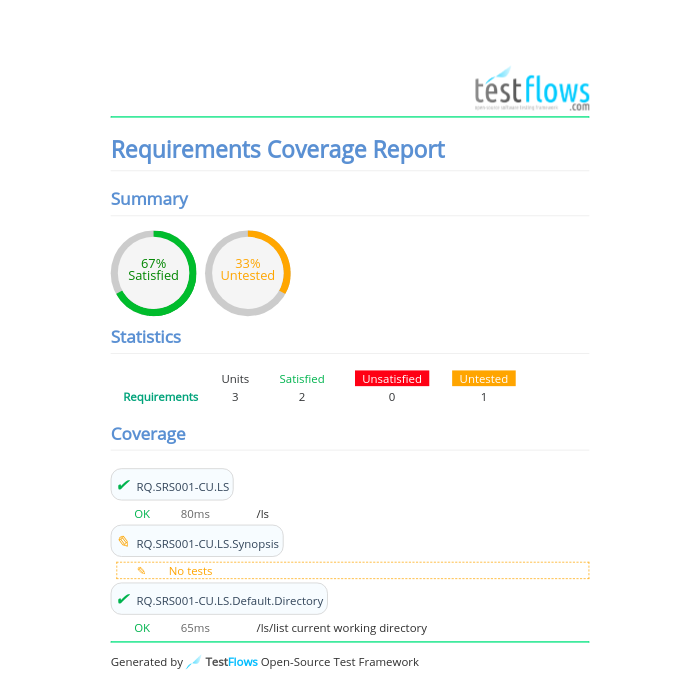 testflows
open-source software testing framework .com
Requirements Coverage Report
Summary
67%
Satisfied
33%
Untested
Statistics
Units Satisfied Unsatisfied Untested
Requirements 3 2 0 1
Coverage
✔ RQ.SRS001-CU.LS
OK 80ms /ls
✎ RQ.SRS001-CU.LS.Synopsis
✎ No tests
✔ RQ.SRS001-CU.LS.Default.Directory
OK 65ms /ls/list current working directory
Generated by TestFlows Open-Source Test Framework